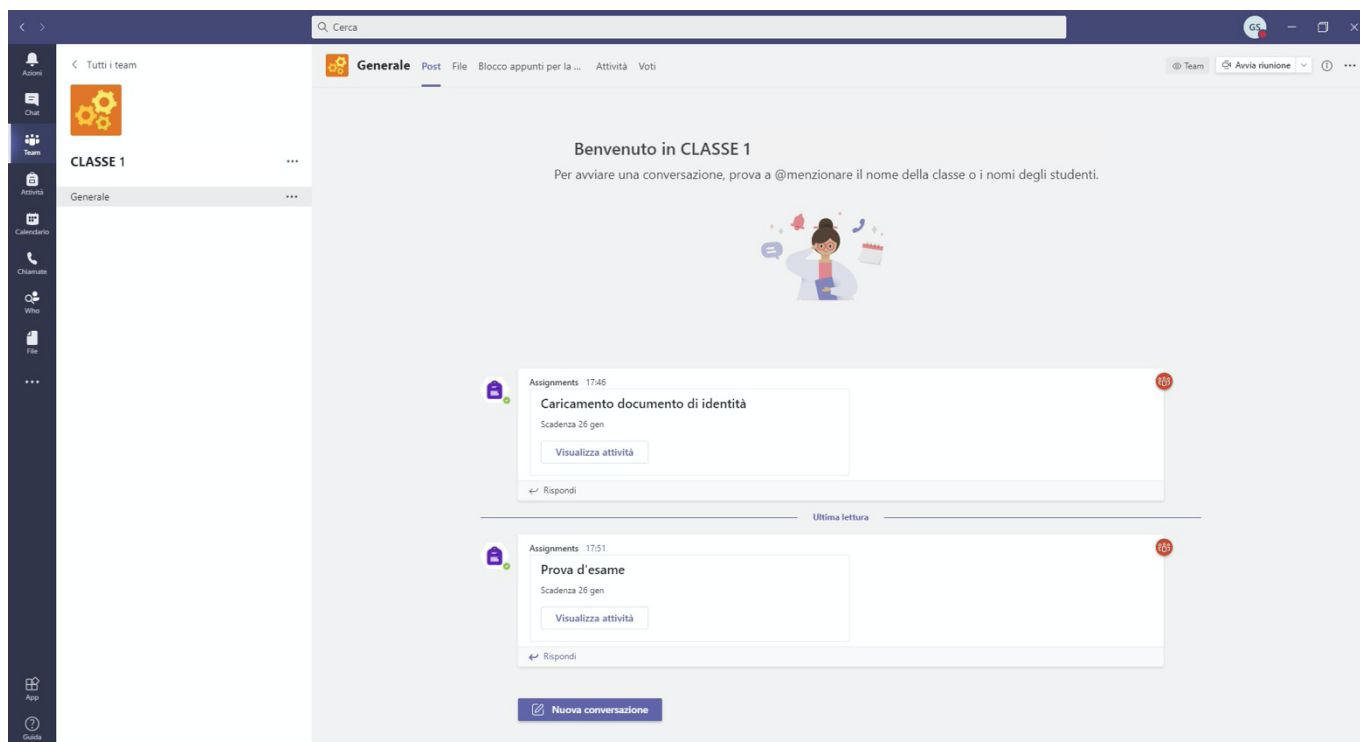 Cerca
GS
Azioni
Chat
Team
Attività
Calendario
Chiamate
Who
File
App
Guida
Tutti i team
CLASSE 1
Generale
Generale Post File Blocco appunti per la ... Attività Voti
Team Avvia riunione
Benvenuto in CLASSE 1
Per avviare una conversazione, prova a @menzionare il nome della classe o i nomi degli studenti.
Assignments 17:46
Caricamento documento di identità
Scadenza 26 gen
Visualizza attività
Rispondi
Ultima lettura
Assignments 17:51
Prova d'esame
Scadenza 26 gen
Visualizza attività
Rispondi
Nuova conversazione